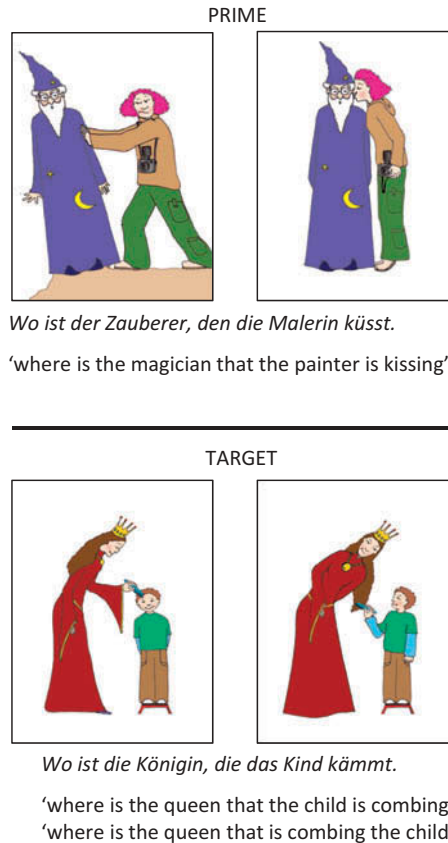 PRIME
Wo ist der Zauberer, den die Malerin küsst.
‘where is the magician that the painter is kissing’
TARGET
Wo ist die Königin, die das Kind kämmt.
‘where is the queen that the child is combing
‘where is the queen that is combing the child